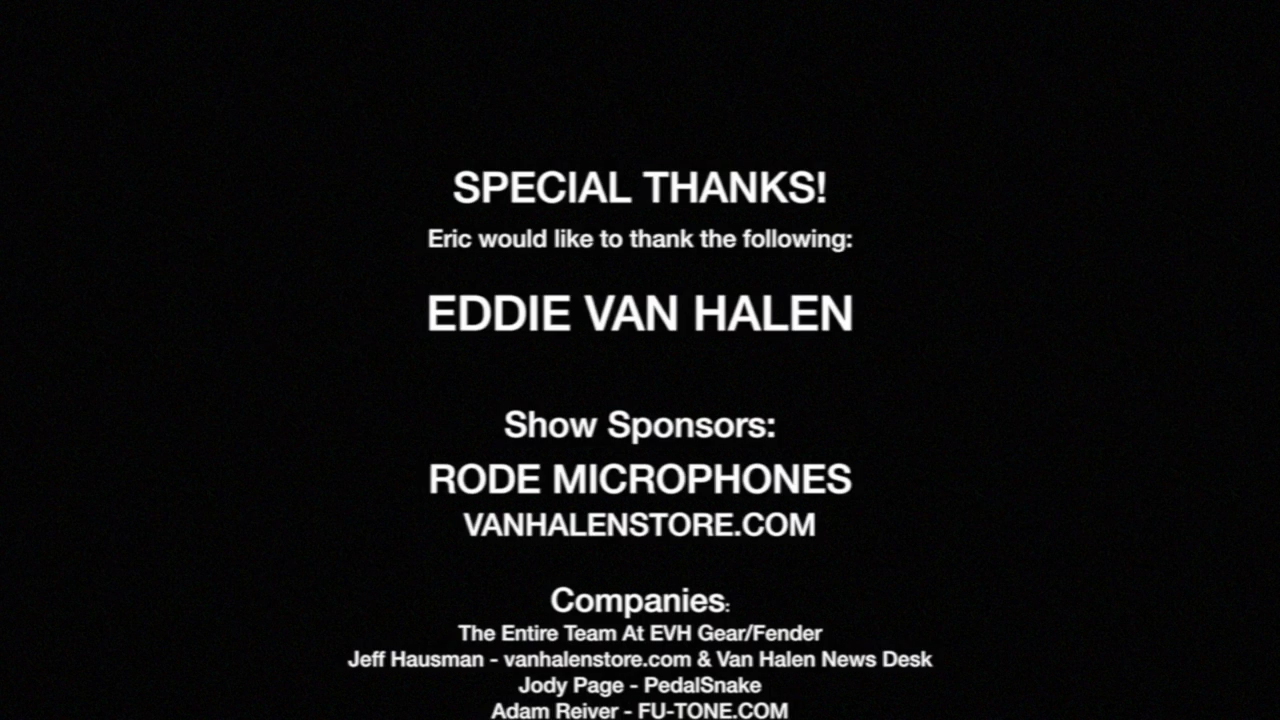 SPECIAL THANKS!
Eric would like to thank the following:
EDDIE VAN HALEN
Show Sponsors:
RODE MICROPHONES
VANHALENSTORE.COM
Companies:
The Entire Team At EVH Gear/Fender
Jeff Hausman - vanhalenstore.com & Van Halen News Desk
Jody Page - PedalSnake
Adam Reiver - FU-TONE.COM